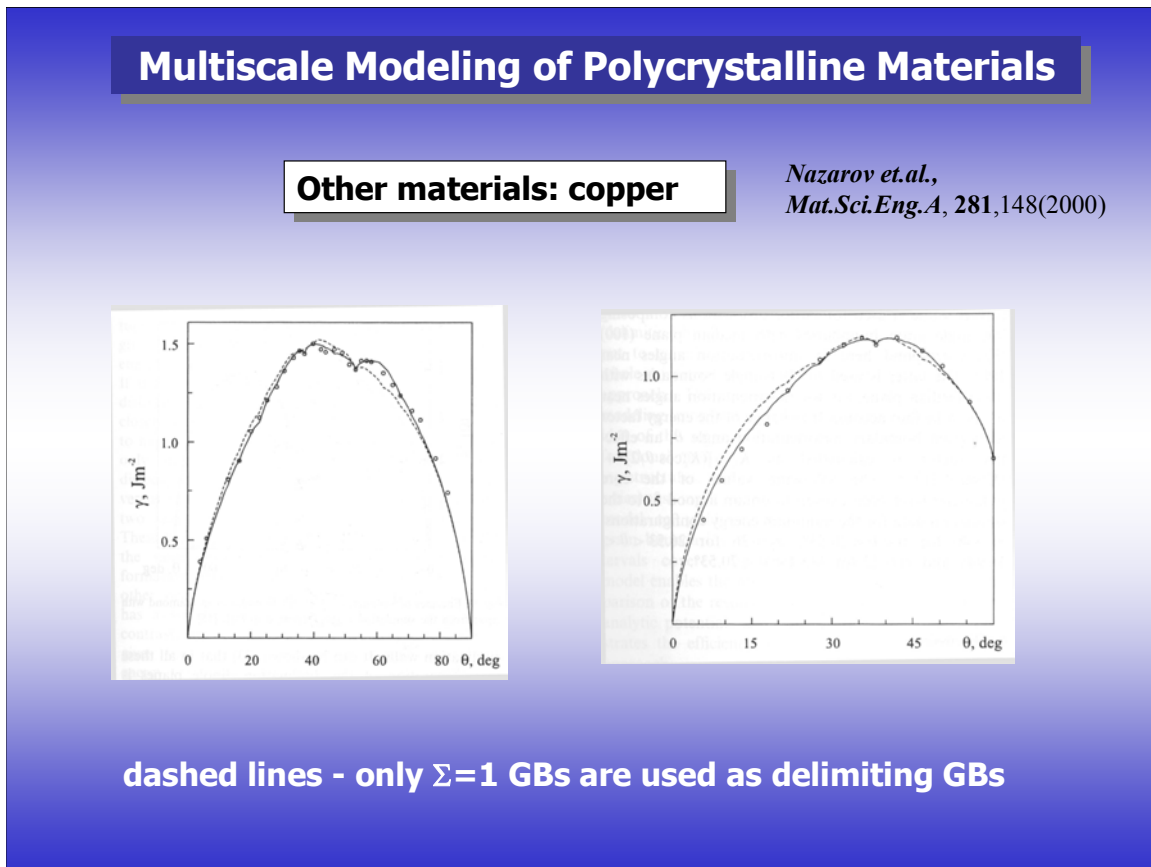 Multiscale Modeling of Polycrystalline Materials
Other materials: copper
Nazarov et.al.,
Mat.Sci.Eng.A, 281,148(2000)
1.5
1.0
0.5
γ, Jm-2
0 20 40 60 80 θ, deg
1.0
0.5
γ, Jm-2
0 15 30 45 θ, deg
dashed lines - only Σ=1 GBs are used as delimiting GBs